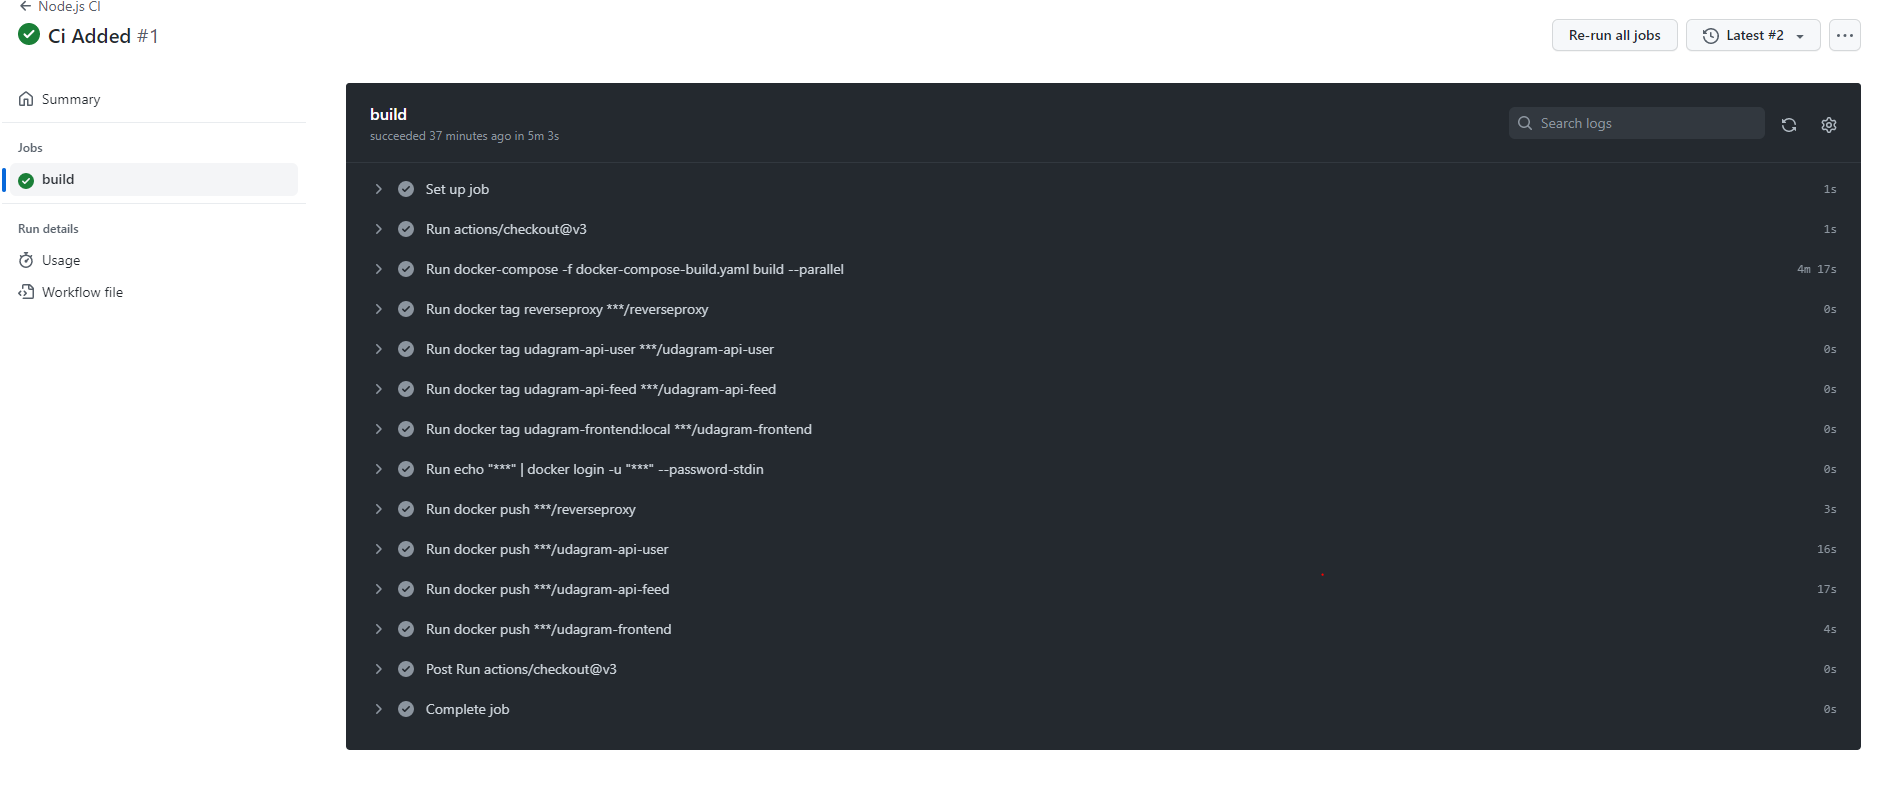 Node.js CI
Ci Added #1
Re-run all jobs
Latest #2
Summary
Jobs
build
Run details
Usage
Workflow file
build
succeeded 37 minutes ago in 5m 3s
Search logs
Set up job 1s
Run actions/checkout@v3 1s
Run docker-compose -f docker-compose-build.yaml build --parallel 4m 17s
Run docker tag reverseproxy ***/reverseproxy 0s
Run docker tag udagram-api-user ***/udagram-api-user 0s
Run docker tag udagram-api-feed ***/udagram-api-feed 0s
Run docker tag udagram-frontend:local ***/udagram-frontend 0s
Run echo "***" | docker login -u "***" --password-stdin 0s
Run docker push ***/reverseproxy 3s
Run docker push ***/udagram-api-user 16s
Run docker push ***/udagram-api-feed 17s
Run docker push ***/udagram-frontend 4s
Post Run actions/checkout@v3 0s
Complete job 0s